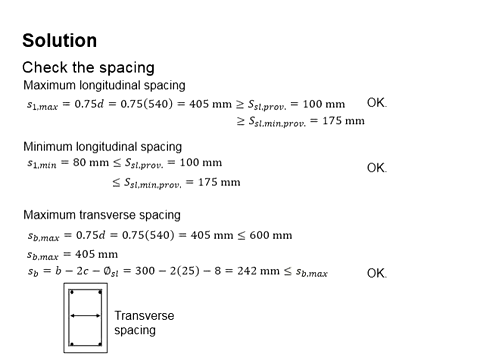 Solution
Check the spacing
Maximum longitudinal spacing
s₁,max = 0.75d = 0.75(540) = 405 mm ≥ Ssl,prov. = 100 mm OK.
≥ Ssl,min,prov. = 175 mm
Minimum longitudinal spacing
s₁,min = 80 mm ≤ Ssl,prov. = 100 mm OK.
≤ Ssl,min,prov. = 175 mm
Maximum transverse spacing
sb,max = 0.75d = 0.75(540) = 405 mm ≤ 600 mm
sb,max = 405 mm
sb = b − 2c − Øsl = 300 − 2(25) − 8 = 242 mm ≤ sb,max OK.
Transverse
spacing